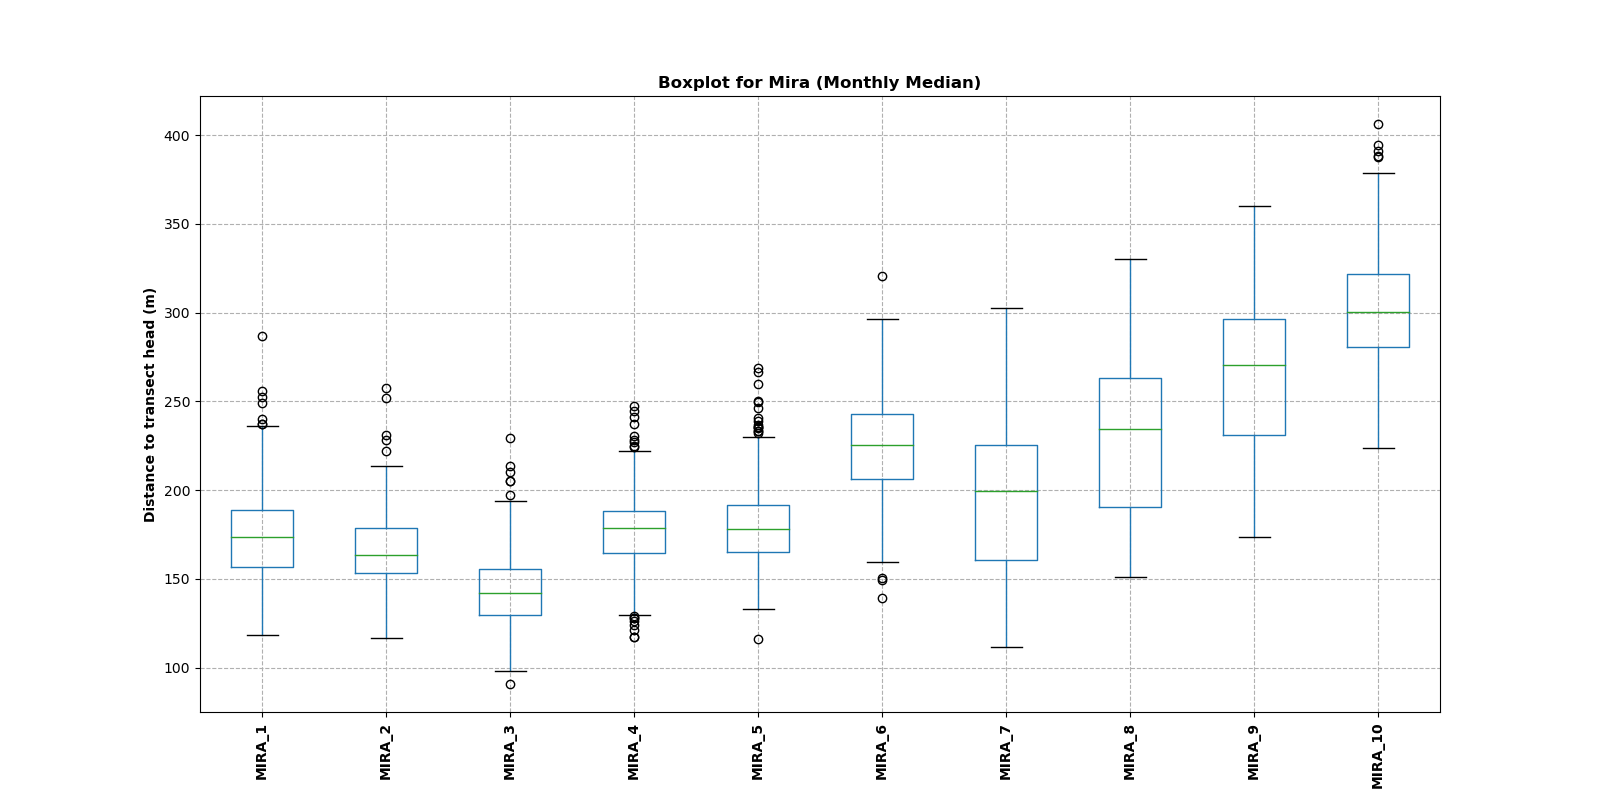 Boxplot for Mira (Monthly Median)
Distance to transect head (m)
400
350
300
250
200
150
100
MIRA_1
MIRA_2
MIRA_3
MIRA_4
MIRA_5
MIRA_6
MIRA_7
MIRA_8
MIRA_9
MIRA_10